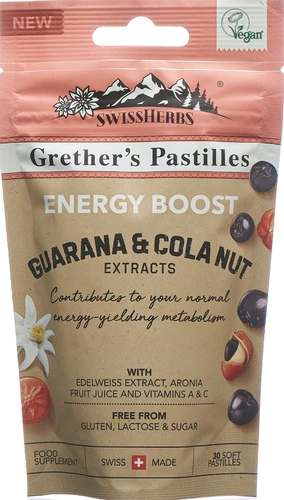 NEW
Vegan
SWISSHERBS®
Grether's Pastilles
ENERGY BOOST
GUARANA & COLA NUT
EXTRACTS
Contributes to your normal
energy-yielding metabolism
WITH
EDELWEISS EXTRACT, ARONIA
FRUIT JUICE AND VITAMINS A & C
FREE FROM
GLUTEN, LACTOSE & SUGAR
FOOD
SUPPLEMENT
SWISS MADE
30 SOFT
PASTILLES